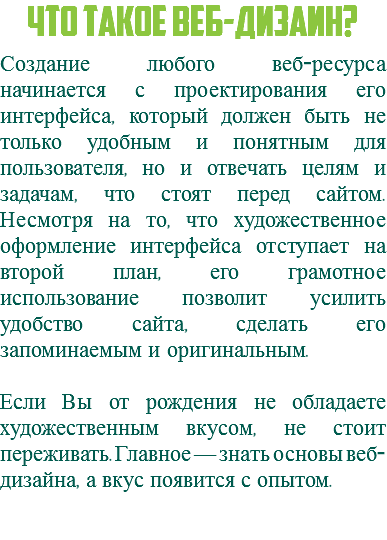 ЧТО ТАКОЕ ВЕБ-ДИЗАЙН?
Создание любого веб-ресурса
начинается с проектирования его
интерфейса, который должен быть не
только удобным и понятным для
пользователя, но и отвечать целям и
задачам, что стоят перед сайтом.
Несмотря на то, что художественное
оформление интерфейса отступает на
второй план, его грамотное
использование позволит усилить
удобство сайта, сделать его
запоминаемым и оригинальным.
Если Вы от рождения не обладаете
художественным вкусом, не стоит
переживать. Главное — знать основы веб-
дизайна, а вкус появится с опытом.